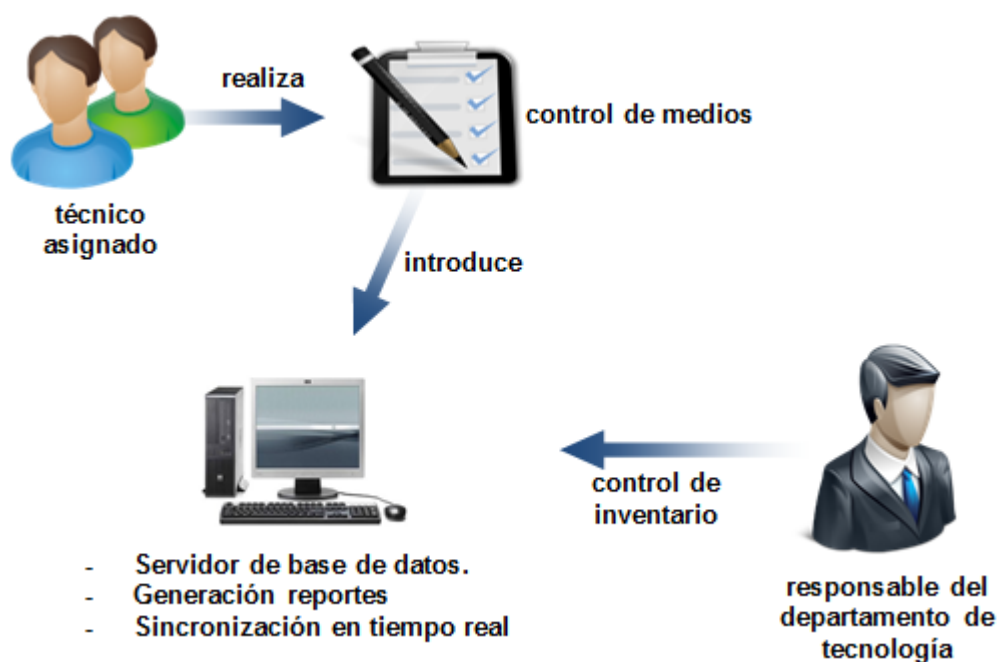 realiza
control de medios
técnico
asignado
introduce
control de
inventario
- Servidor de base de datos.
- Generación reportes
- Sincronización en tiempo real
responsable del
departamento de
tecnología